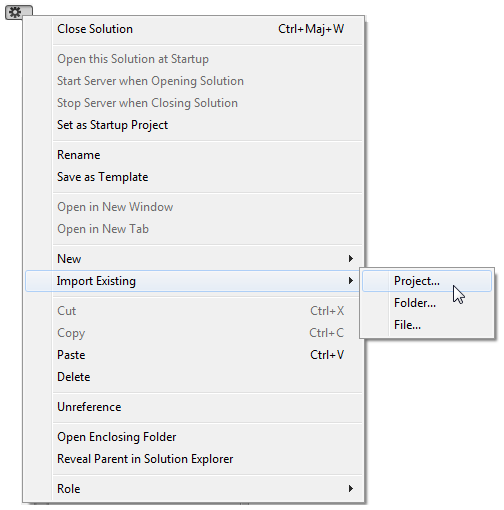 Close Solution Ctrl+Maj+W
Open this Solution at Startup
Start Server when Opening Solution
Stop Server when Closing Solution
Set as Startup Project
Rename
Save as Template
Open in New Window
Open in New Tab
New
Import Existing
Project...
Folder...
File...
Cut Ctrl+X
Copy Ctrl+C
Paste Ctrl+V
Delete
Unreference
Open Enclosing Folder
Reveal Parent in Solution Explorer
Role